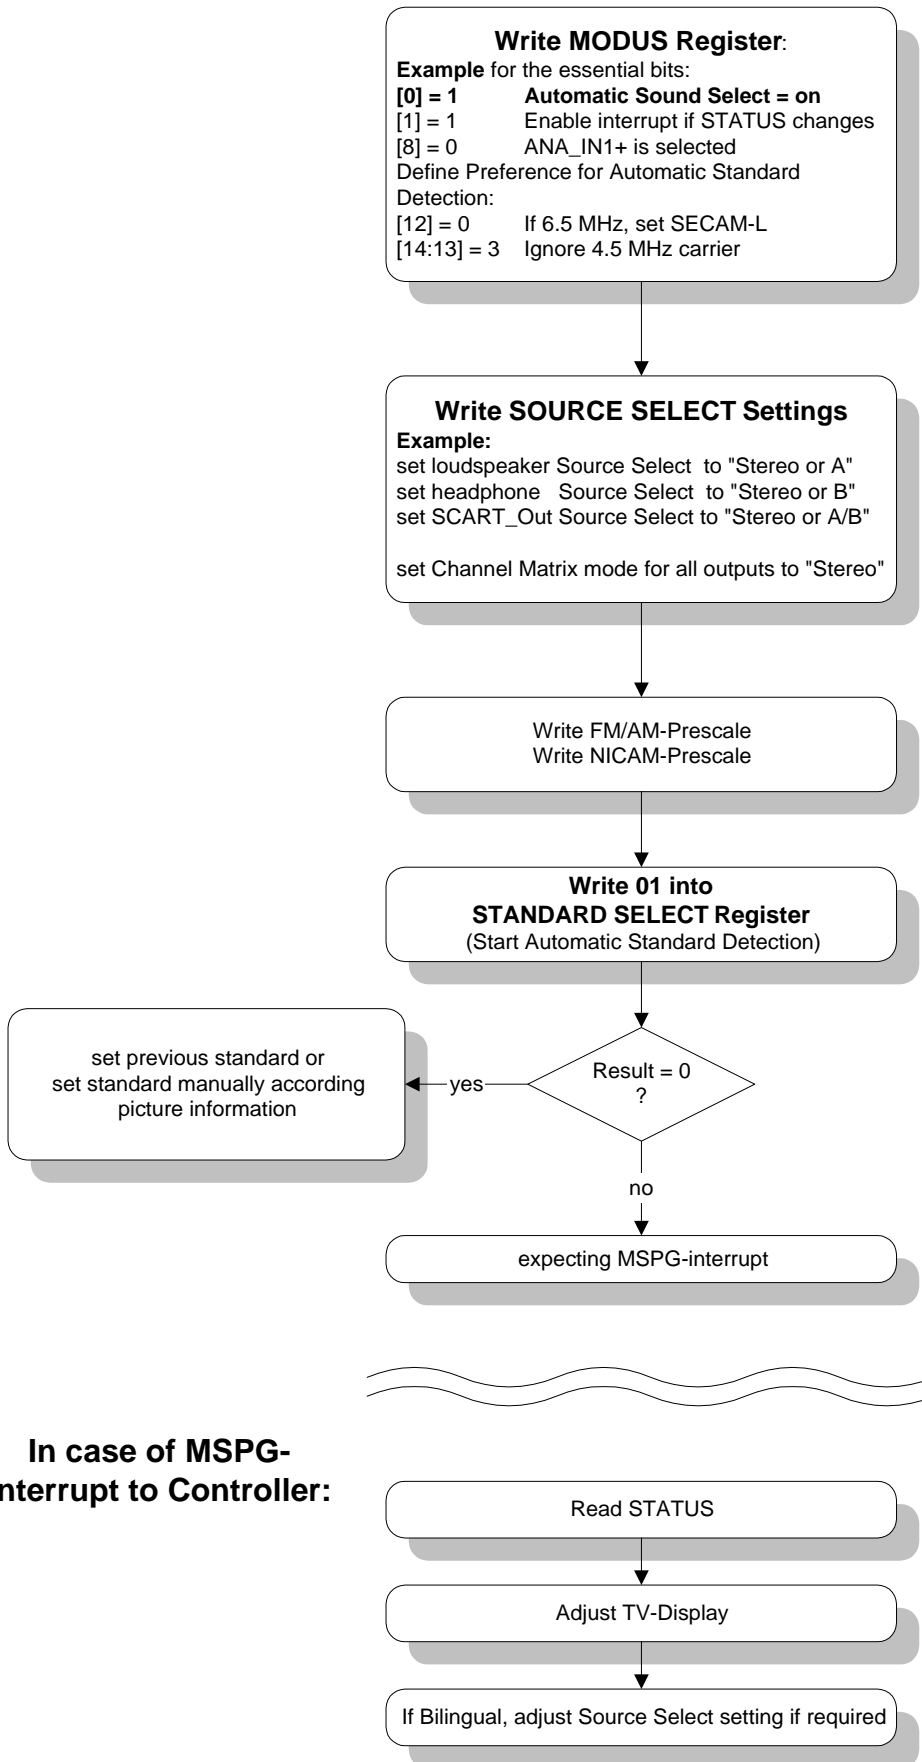 Write MODUS Register:
Example for the essential bits:
[0] = 1 Automatic Sound Select = on
[1] = 1 Enable interrupt if STATUS changes
[8] = 0 ANA_IN1+ is selected
Define Preference for Automatic Standard
Detection:
[12] = 0 If 6.5 MHz, set SECAM-L
[14:13] = 3 Ignore 4.5 MHz carrier
Write SOURCE SELECT Settings
Example:
set loudspeaker Source Select to "Stereo or A"
set headphone Source Select to "Stereo or B"
set SCART_Out Source Select to "Stereo or A/B"
set Channel Matrix mode for all outputs to "Stereo"
Write FM/AM-Prescale
Write NICAM-Prescale
Write 01 into
STANDARD SELECT Register
(Start Automatic Standard Detection)
Result = 0
?
yes
set previous standard or
set standard manually according
picture information
no
expecting MSPG-interrupt
In case of MSPG-
nterrupt to Controller:
Read STATUS
Adjust TV-Display
If Bilingual, adjust Source Select setting if required